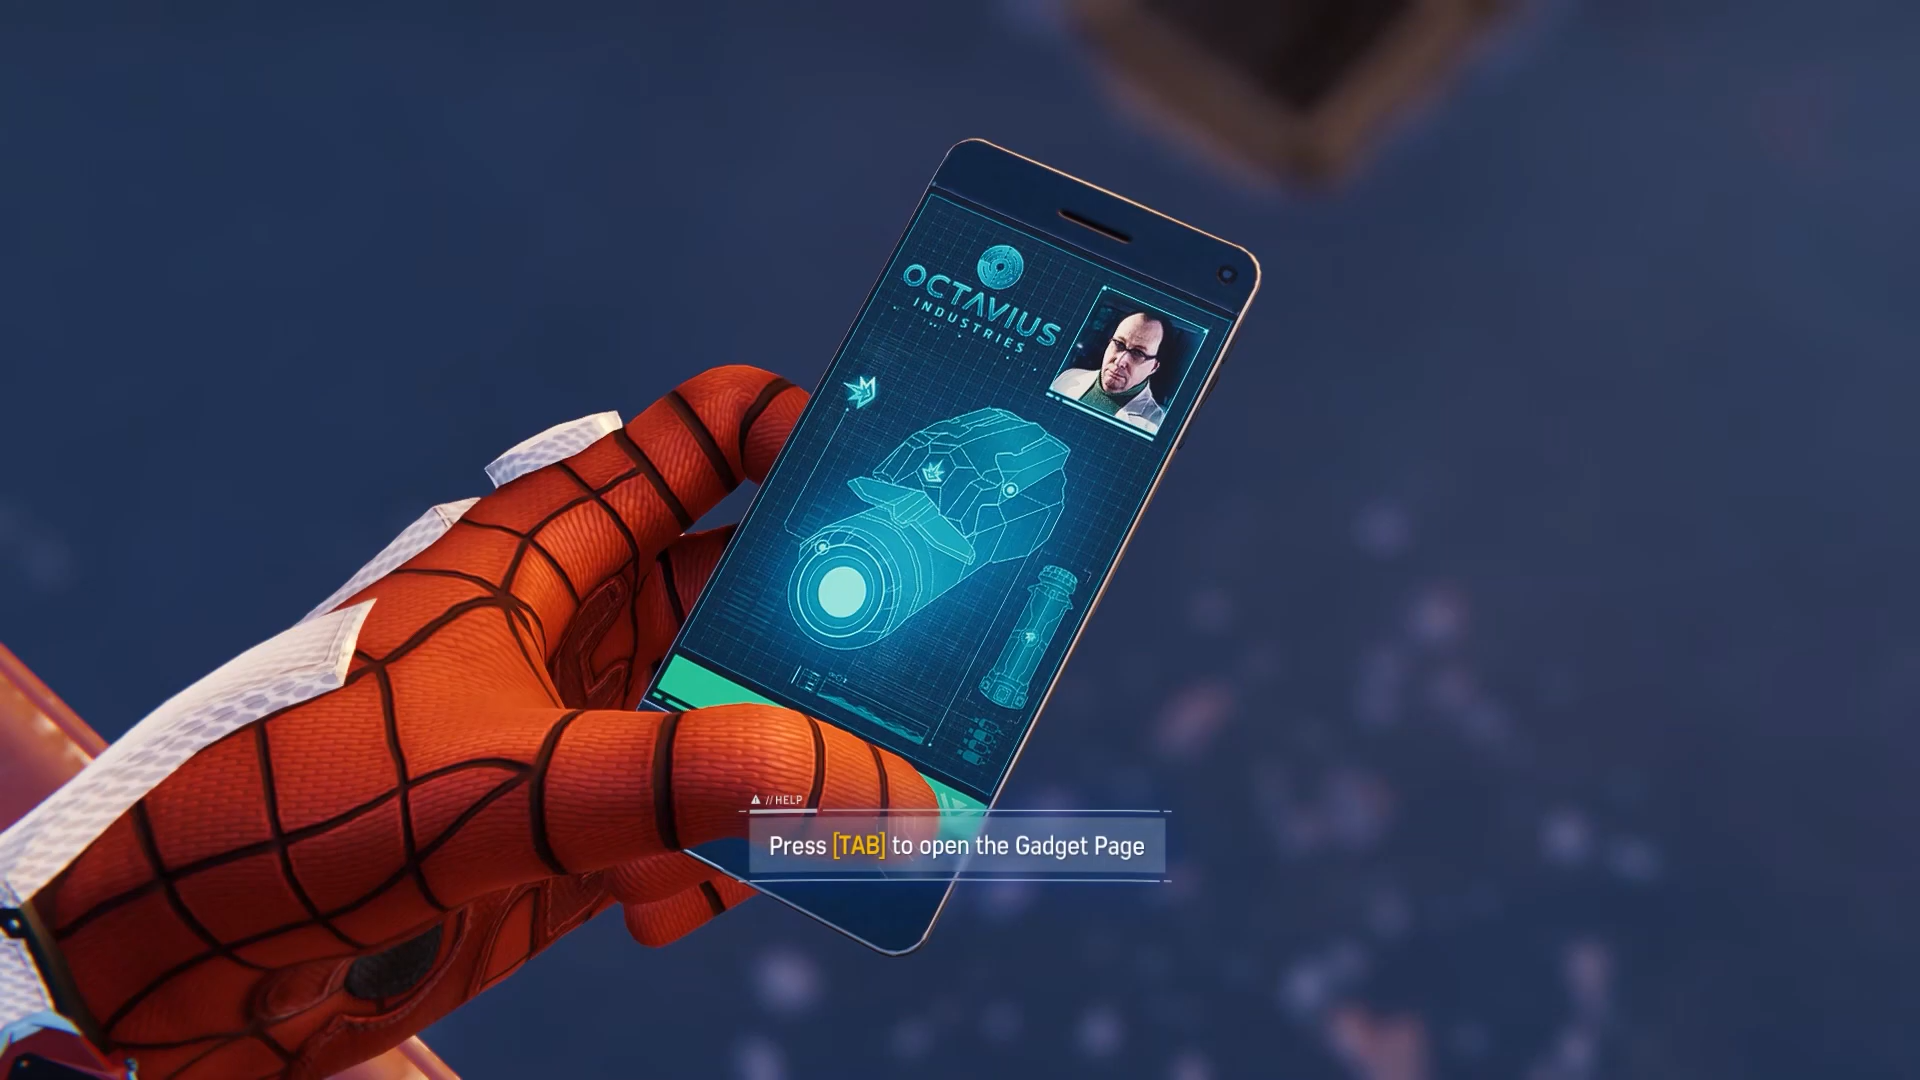 OCTAVIUS
INDUSTRIES
//HELP
Press [TAB] to open the Gadget Page